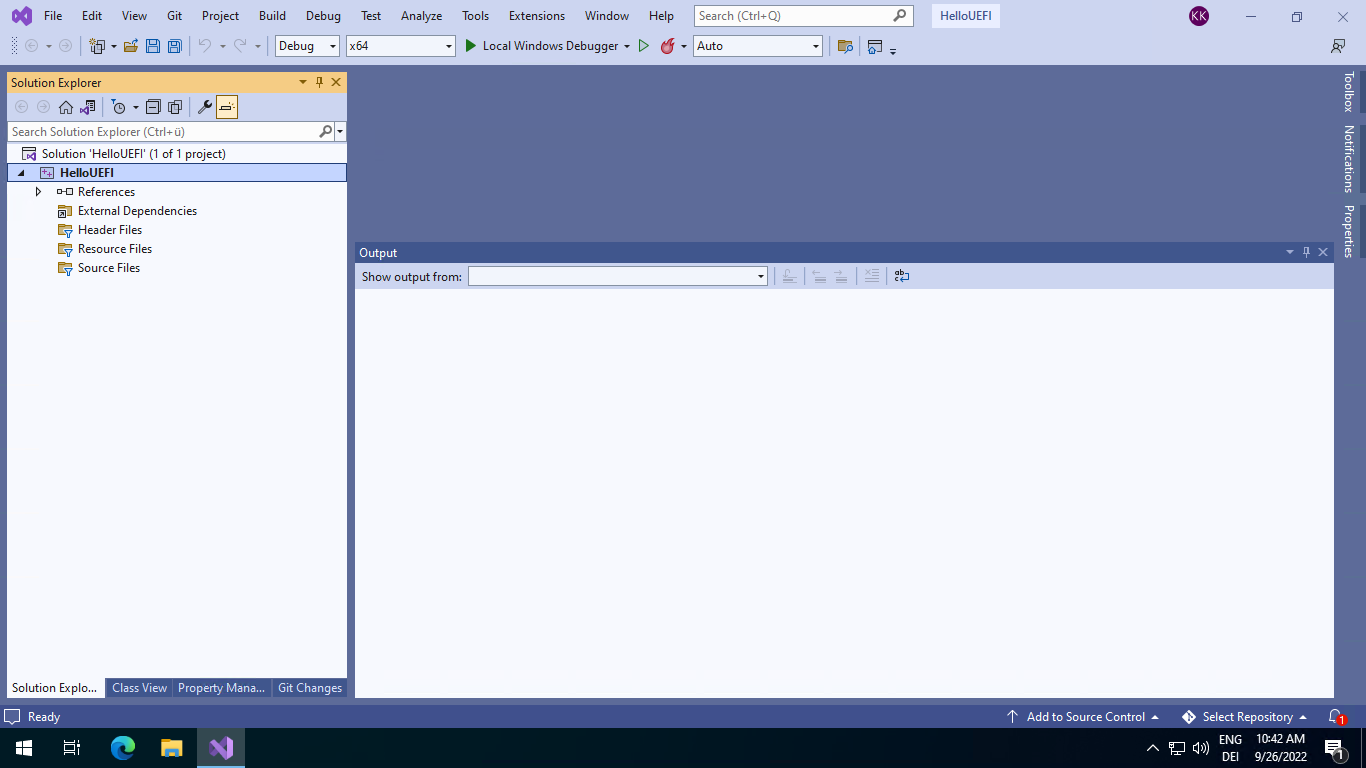 File Edit View Git Project Build Debug Test Analyze Tools Extensions Window Help Search (Ctrl+Q) HelloUEFI KK
Debug x64 Local Windows Debugger Auto
Solution Explorer
Search Solution Explorer (Ctrl+ü)
Solution 'HelloUEFI' (1 of 1 project)
HelloUEFI
References
External Dependencies
Header Files
Resource Files
Source Files
Output
Show output from:
Toolbox
Notifications
Properties
Solution Explo... Class View Property Mana... Git Changes
Ready Add to Source Control Select Repository 1
ENG 10:42 AM
DEI 9/26/2022 1